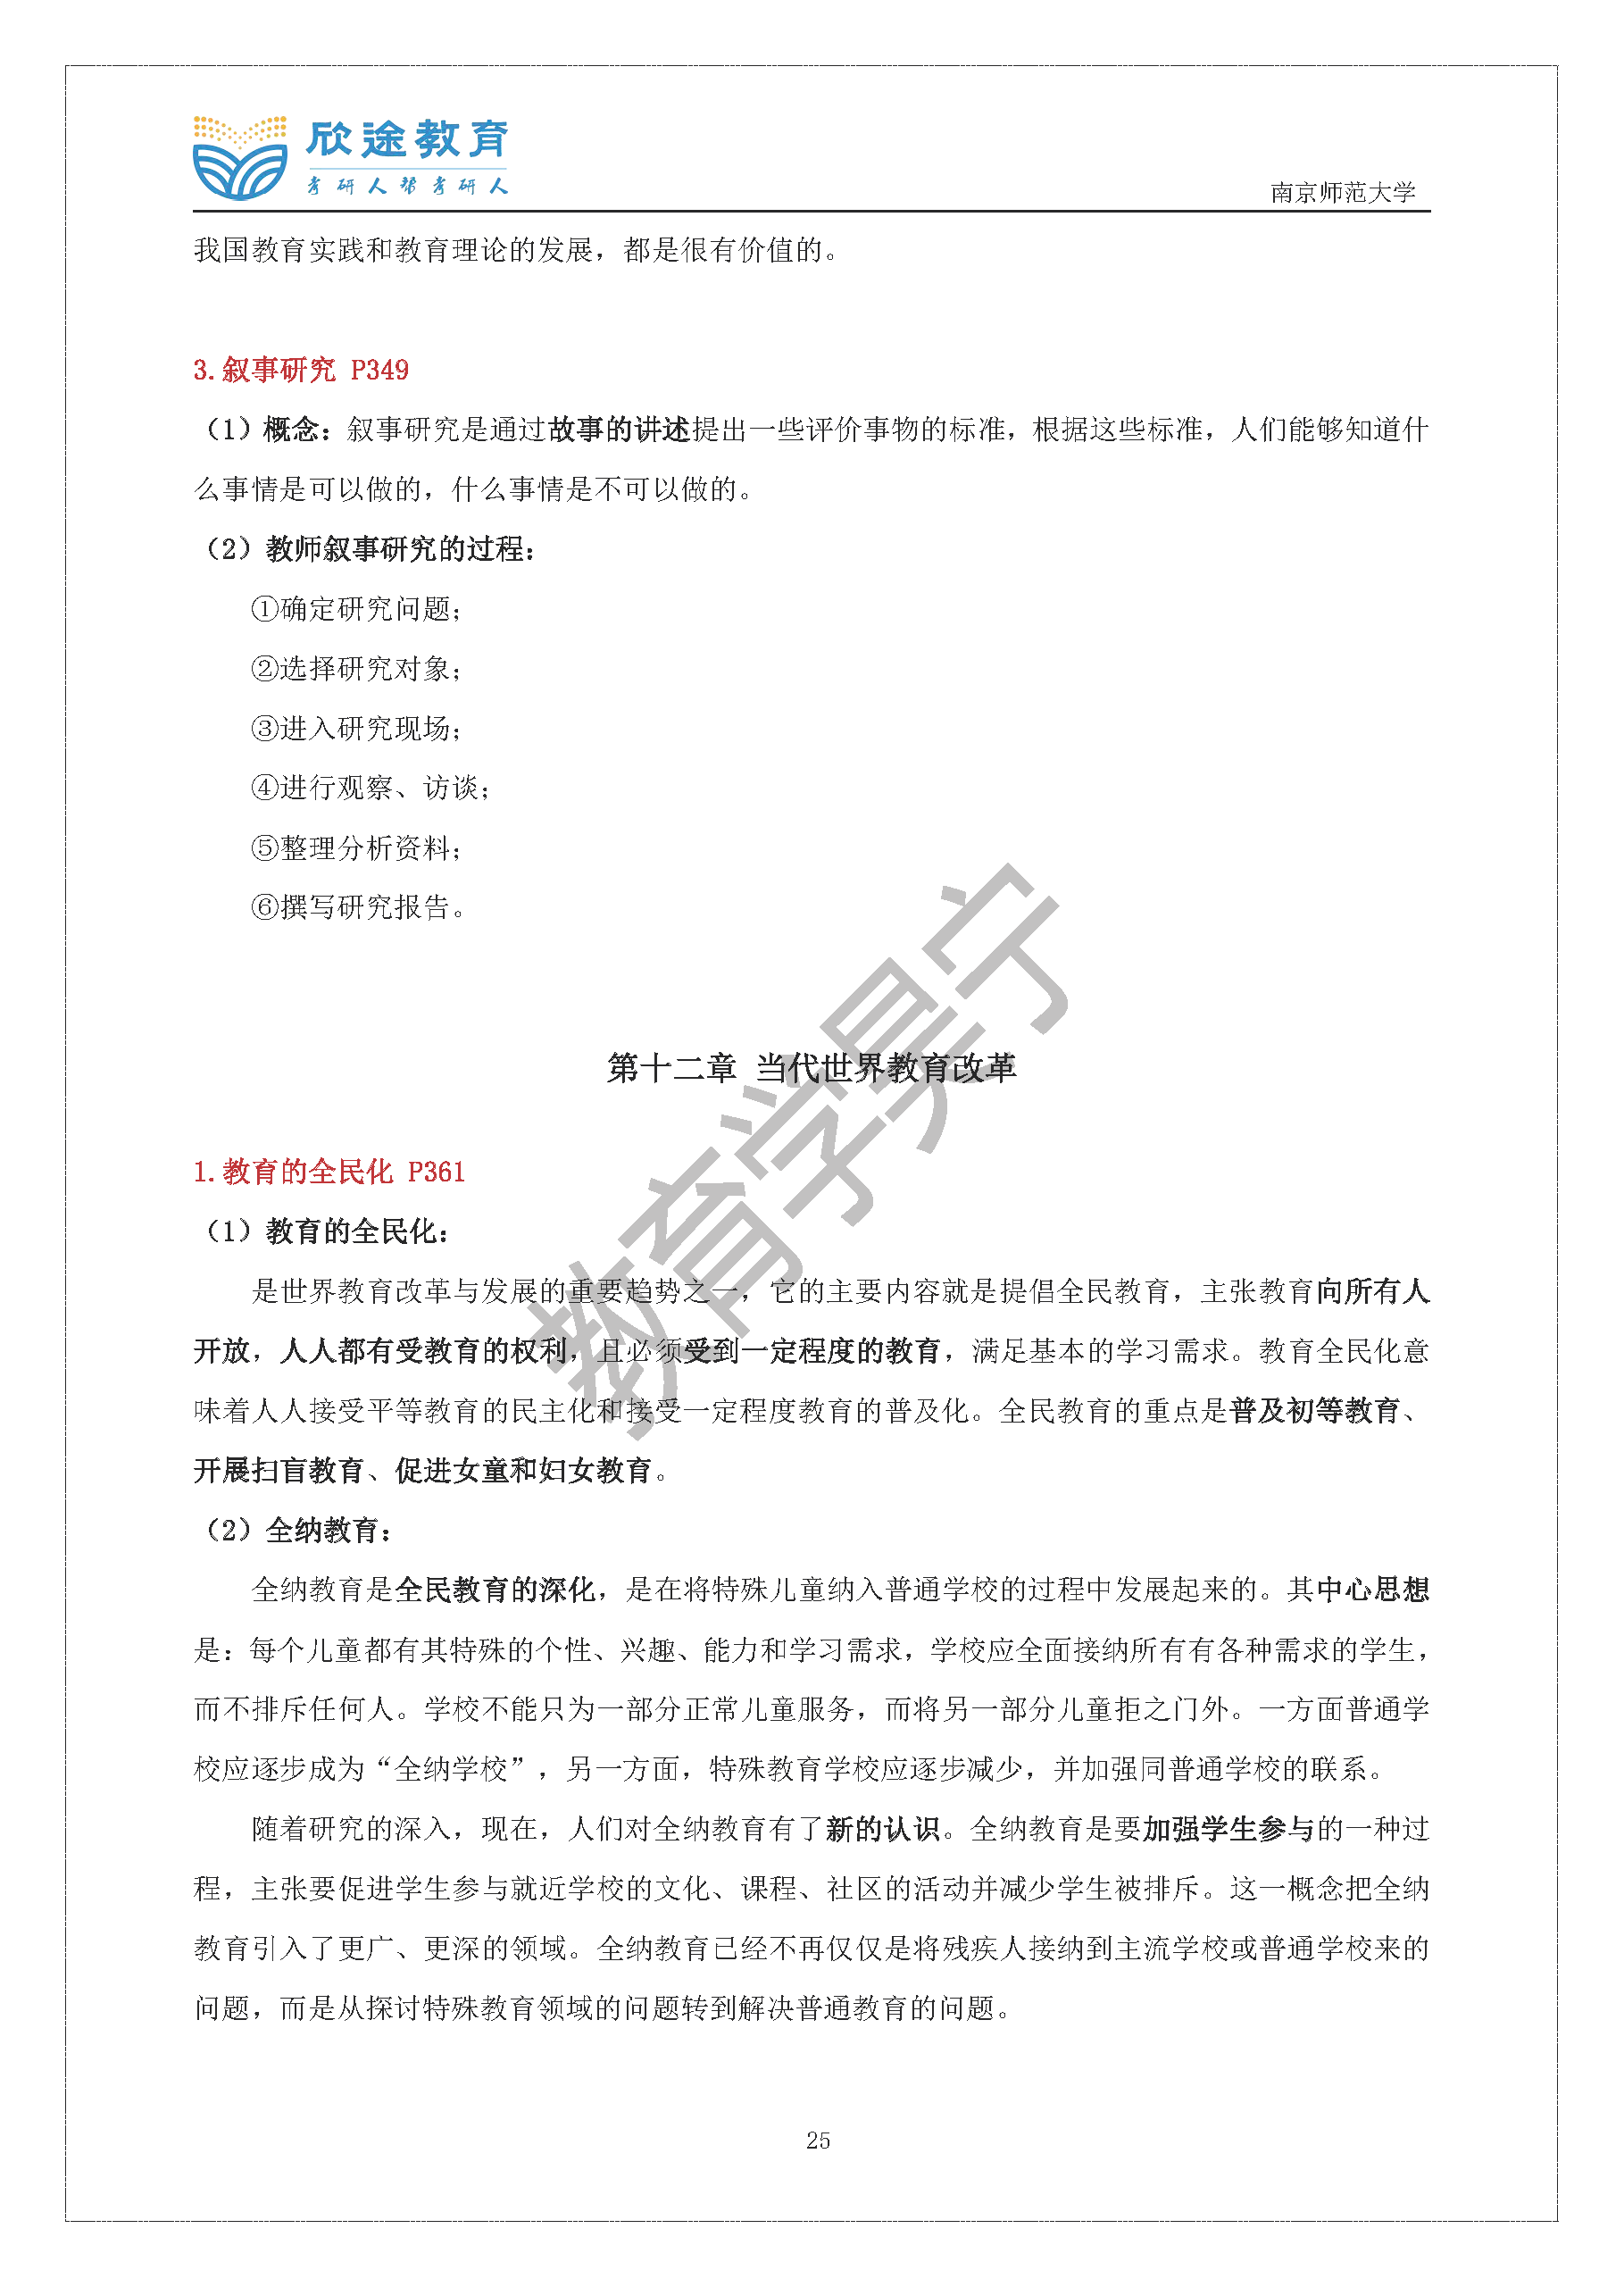 欣途教育
考研人帮考研人
南京师范大学
我国教育实践和教育理论的发展，都是很有价值的。
3.叙事研究 P349
（1）概念：叙事研究是通过故事的讲述提出一些评价事物的标准，根据这些标准，人们能够知道什
么事情是可以做的，什么事情是不可以做的。
（2）教师叙事研究的过程：
①确定研究问题；
②选择研究对象；
③进入研究现场；
④进行观察、访谈；
⑤整理分析资料；
⑥撰写研究报告。
第十二章 当代世界教育改革
1.教育的全民化 P361
（1）教育的全民化：
是世界教育改革与发展的重要趋势之一，它的主要内容就是提倡全民教育，主张教育向所有人
开放，人人都有受教育的权利，且必须受到一定程度的教育，满足基本的学习需求。教育全民化意
味着人人接受平等教育的民主化和接受一定程度教育的普及化。全民教育的重点是普及初等教育、
开展扫盲教育、促进女童和妇女教育。
（2）全纳教育：
全纳教育是全民教育的深化，是在将特殊儿童纳入普通学校的过程中发展起来的。其中心思想
是：每个儿童都有其特殊的个性、兴趣、能力和学习需求，学校应全面接纳所有有各种需求的学生，
而不排斥任何人。学校不能只为一部分正常儿童服务，而将另一部分儿童拒之门外。一方面普通学
校应逐步成为“全纳学校”，另一方面，特殊教育学校应逐步减少，并加强同普通学校的联系。
随着研究的深入，现在，人们对全纳教育有了新的认识。全纳教育是要加强学生参与的一种过
程，主张要促进学生参与就近学校的文化、课程、社区的活动并减少学生被排斥。这一概念把全纳
教育引入了更广、更深的领域。全纳教育已经不再仅仅是将残疾人接纳到主流学校或普通学校来的
问题，而是从探讨特殊教育领域的问题转到解决普通教育的问题。
25
教育学昊宁